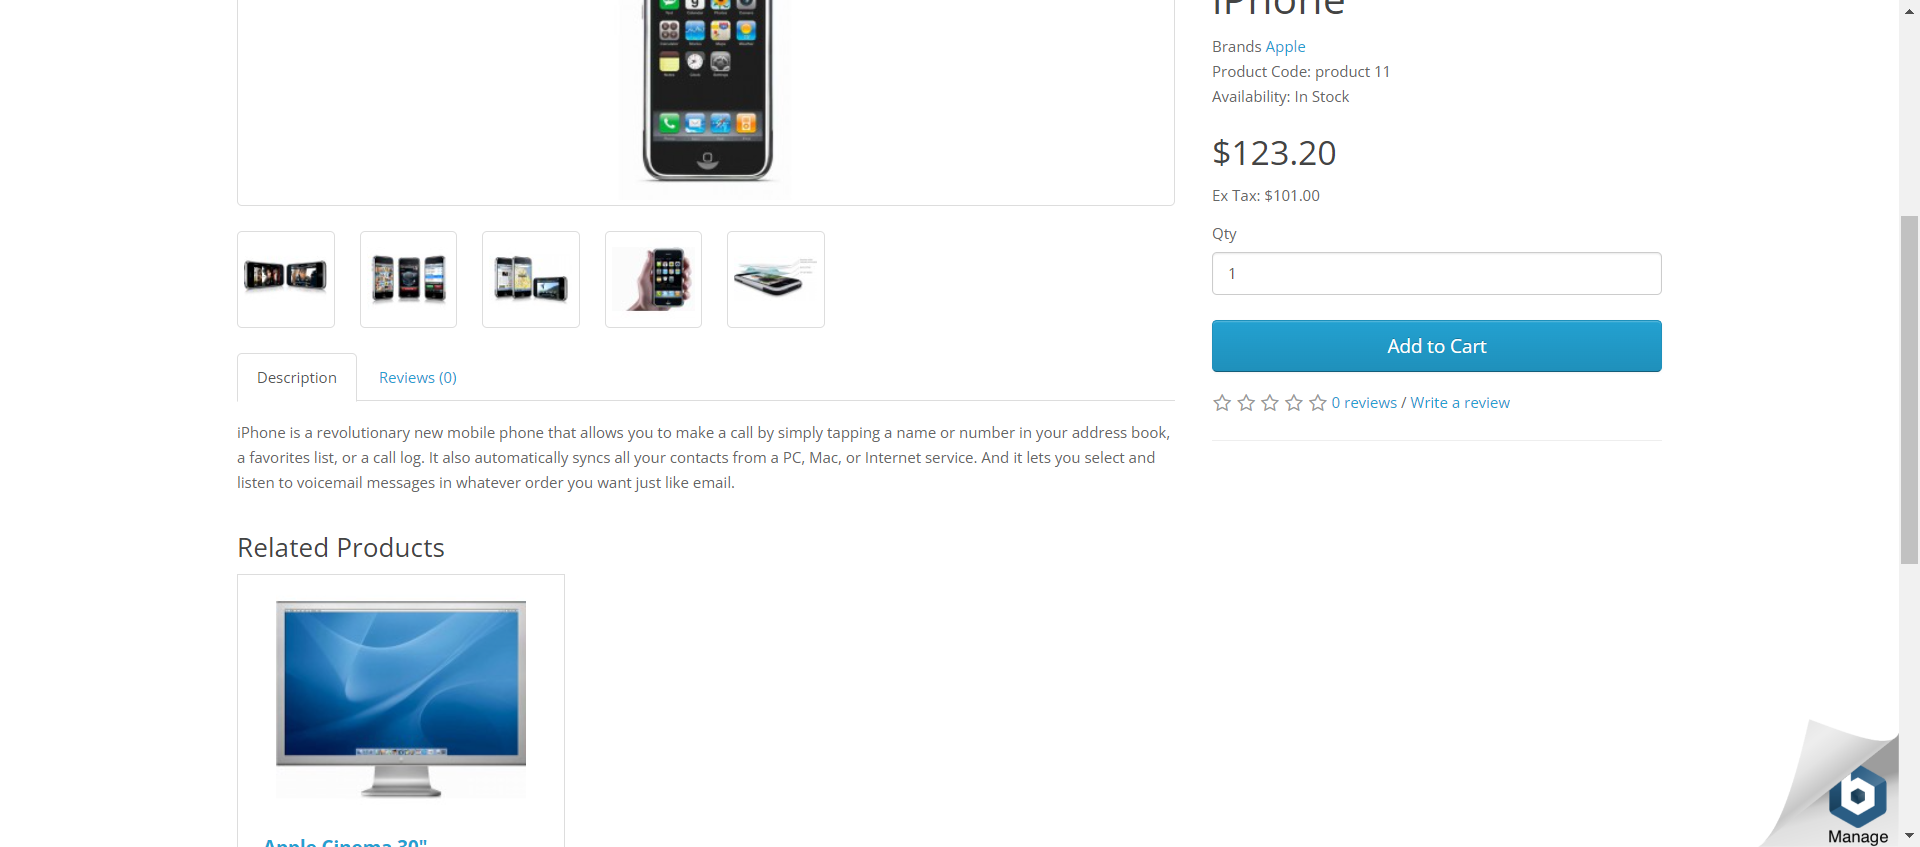 iPhone
Brands Apple
Product Code: product 11
Availability: In Stock
$123.20
Ex Tax: $101.00
Qty
1
Add to Cart
0 reviews / Write a review
Description
Reviews (0)
iPhone is a revolutionary new mobile phone that allows you to make a call by simply tapping a name or number in your address book,
a favorites list, or a call log. It also automatically syncs all your contacts from a PC, Mac, or Internet service. And it lets you select and
listen to voicemail messages in whatever order you want just like email.
Related Products
Apple Cinema 30"
Manage